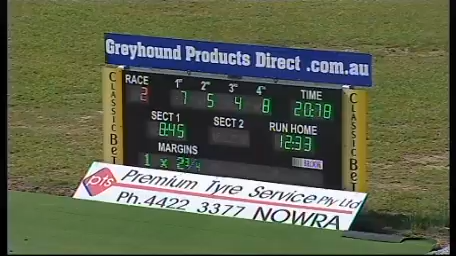 Greyhound Products Direct .com.au
RACE 1st 2nd 3rd 4th TIME
2 7 5 4 8 20:78
SECT 1 SECT 2 RUN HOME
8:45 12:33
MARGINS
1 x 2 3/4
CLASSIC BET
CLASSIC BET
pts Premium Tyre Service Pty Ltd
Ph. 4422 3377 NOWRA